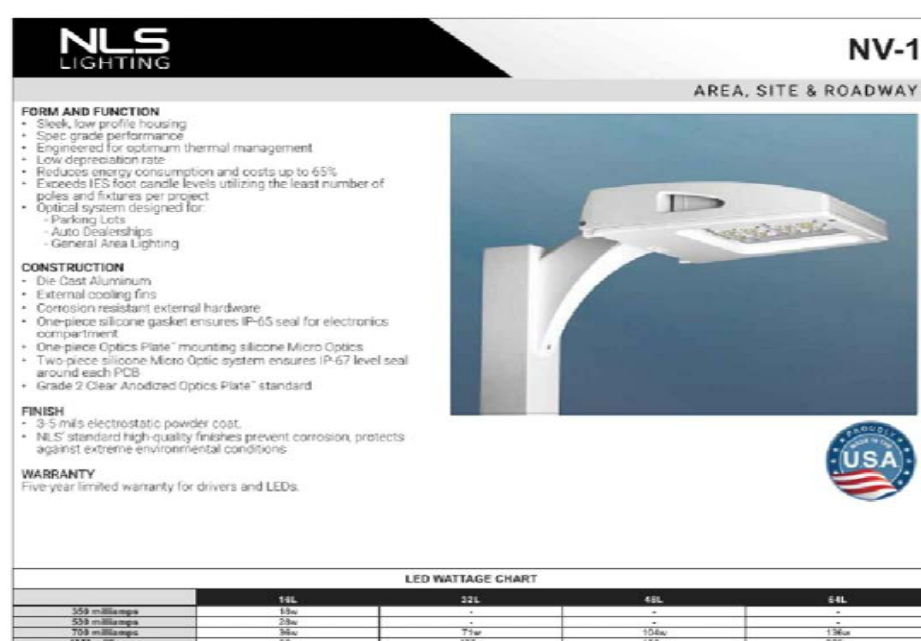 NLS
LIGHTING
NV-1
AREA, SITE & ROADWAY
FORM AND FUNCTION
• Sleek, low profile housing
• Spec grade performance
• Engineered for optimum thermal management
• Low depreciation rate
• Reduces energy consumption and costs up to 65%
• Exceeds IES foot candle levels utilizing the least number of
poles and fixtures per project
• Optical system designed for:
- Parking Lots
- Auto Dealerships
- General Area Lighting
CONSTRUCTION
• Die Cast Aluminum
• External cooling fins
• Corrosion resistant external hardware
• One-piece silicone gasket ensures IP-65 seal for electronics
compartment
• One-piece Optics Plate™ mounting silicone Micro Optics
• Two-piece silicone Micro Optic system ensures IP-67 level seal
around each PCB
• Grade 2 Clear Anodized Optics Plate™ standard
FINISH
• 3-5 mils electrostatic powder coat.
• NLS' standard high-quality finishes prevent corrosion, protects
against extreme environmental conditions
WARRANTY
Five-year limited warranty for drivers and LEDs.
PROUDLY
MADE IN THE
USA
LED WATTAGE CHART
16L 32L 48L 64L
350 milliamps 18w - - -
530 milliamps 28w - - -
700 milliamps 36w 71w 104w 136w